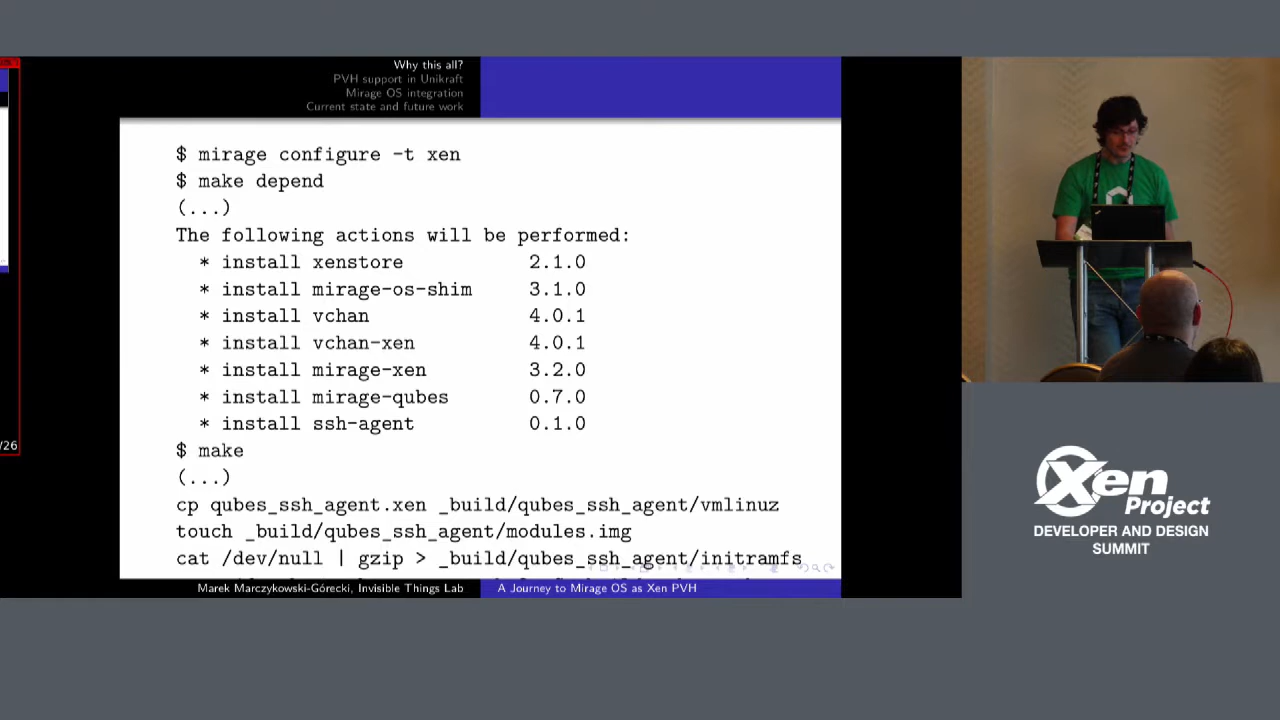 Why this all?
PVH support in Unikraft
Mirage OS integration
Current state and future work
$ mirage configure -t xen
$ make depend
(...)
The following actions will be performed:
* install xenstore 2.1.0
* install mirage-os-shim 3.1.0
* install vchan 4.0.1
* install vchan-xen 4.0.1
* install mirage-xen 3.2.0
* install mirage-qubes 0.7.0
* install ssh-agent 0.1.0
$ make
(...)
cp qubes_ssh_agent.xen _build/qubes_ssh_agent/vmlinuz
touch _build/qubes_ssh_agent/modules.img
cat /dev/null | gzip > _build/qubes_ssh_agent/initramfs
Marek Marczykowski-Górecki, Invisible Things Lab
A Journey to Mirage OS as Xen PVH
/26
Xen
Project
DEVELOPER AND DESIGN
SUMMIT